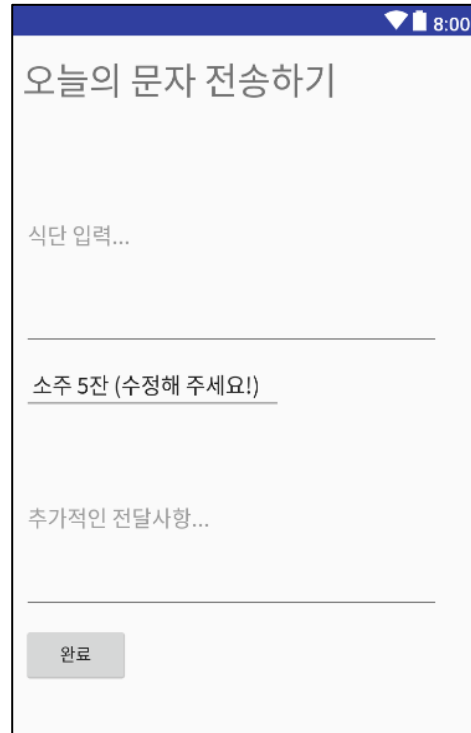 8:00
오늘의 문자 전송하기
식단 입력...
소주 5잔 (수정해 주세요!)
추가적인 전달사항...
완료